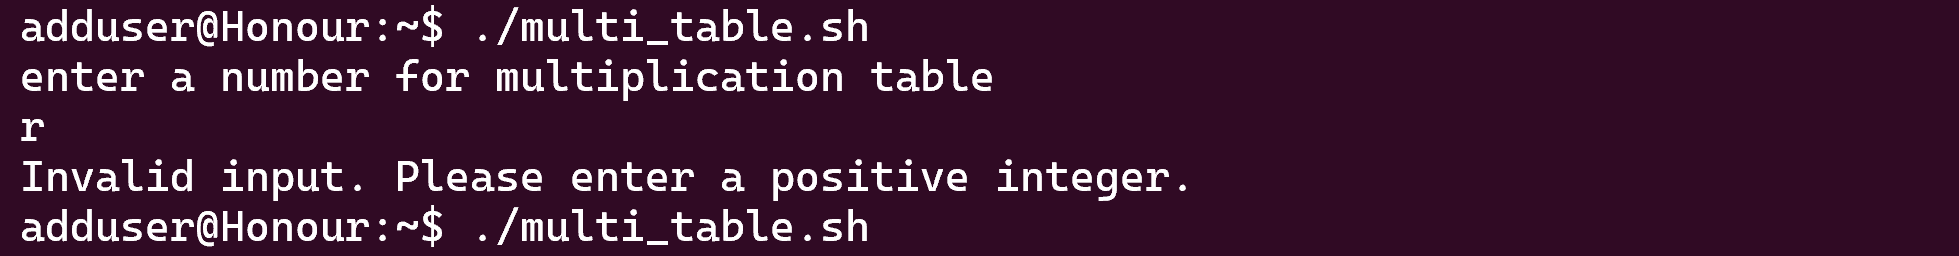 adduser@Honour:~$ ./multi_table.sh
enter a number for multiplication table
r
Invalid input. Please enter a positive integer.
adduser@Honour:~$ ./multi_table.sh